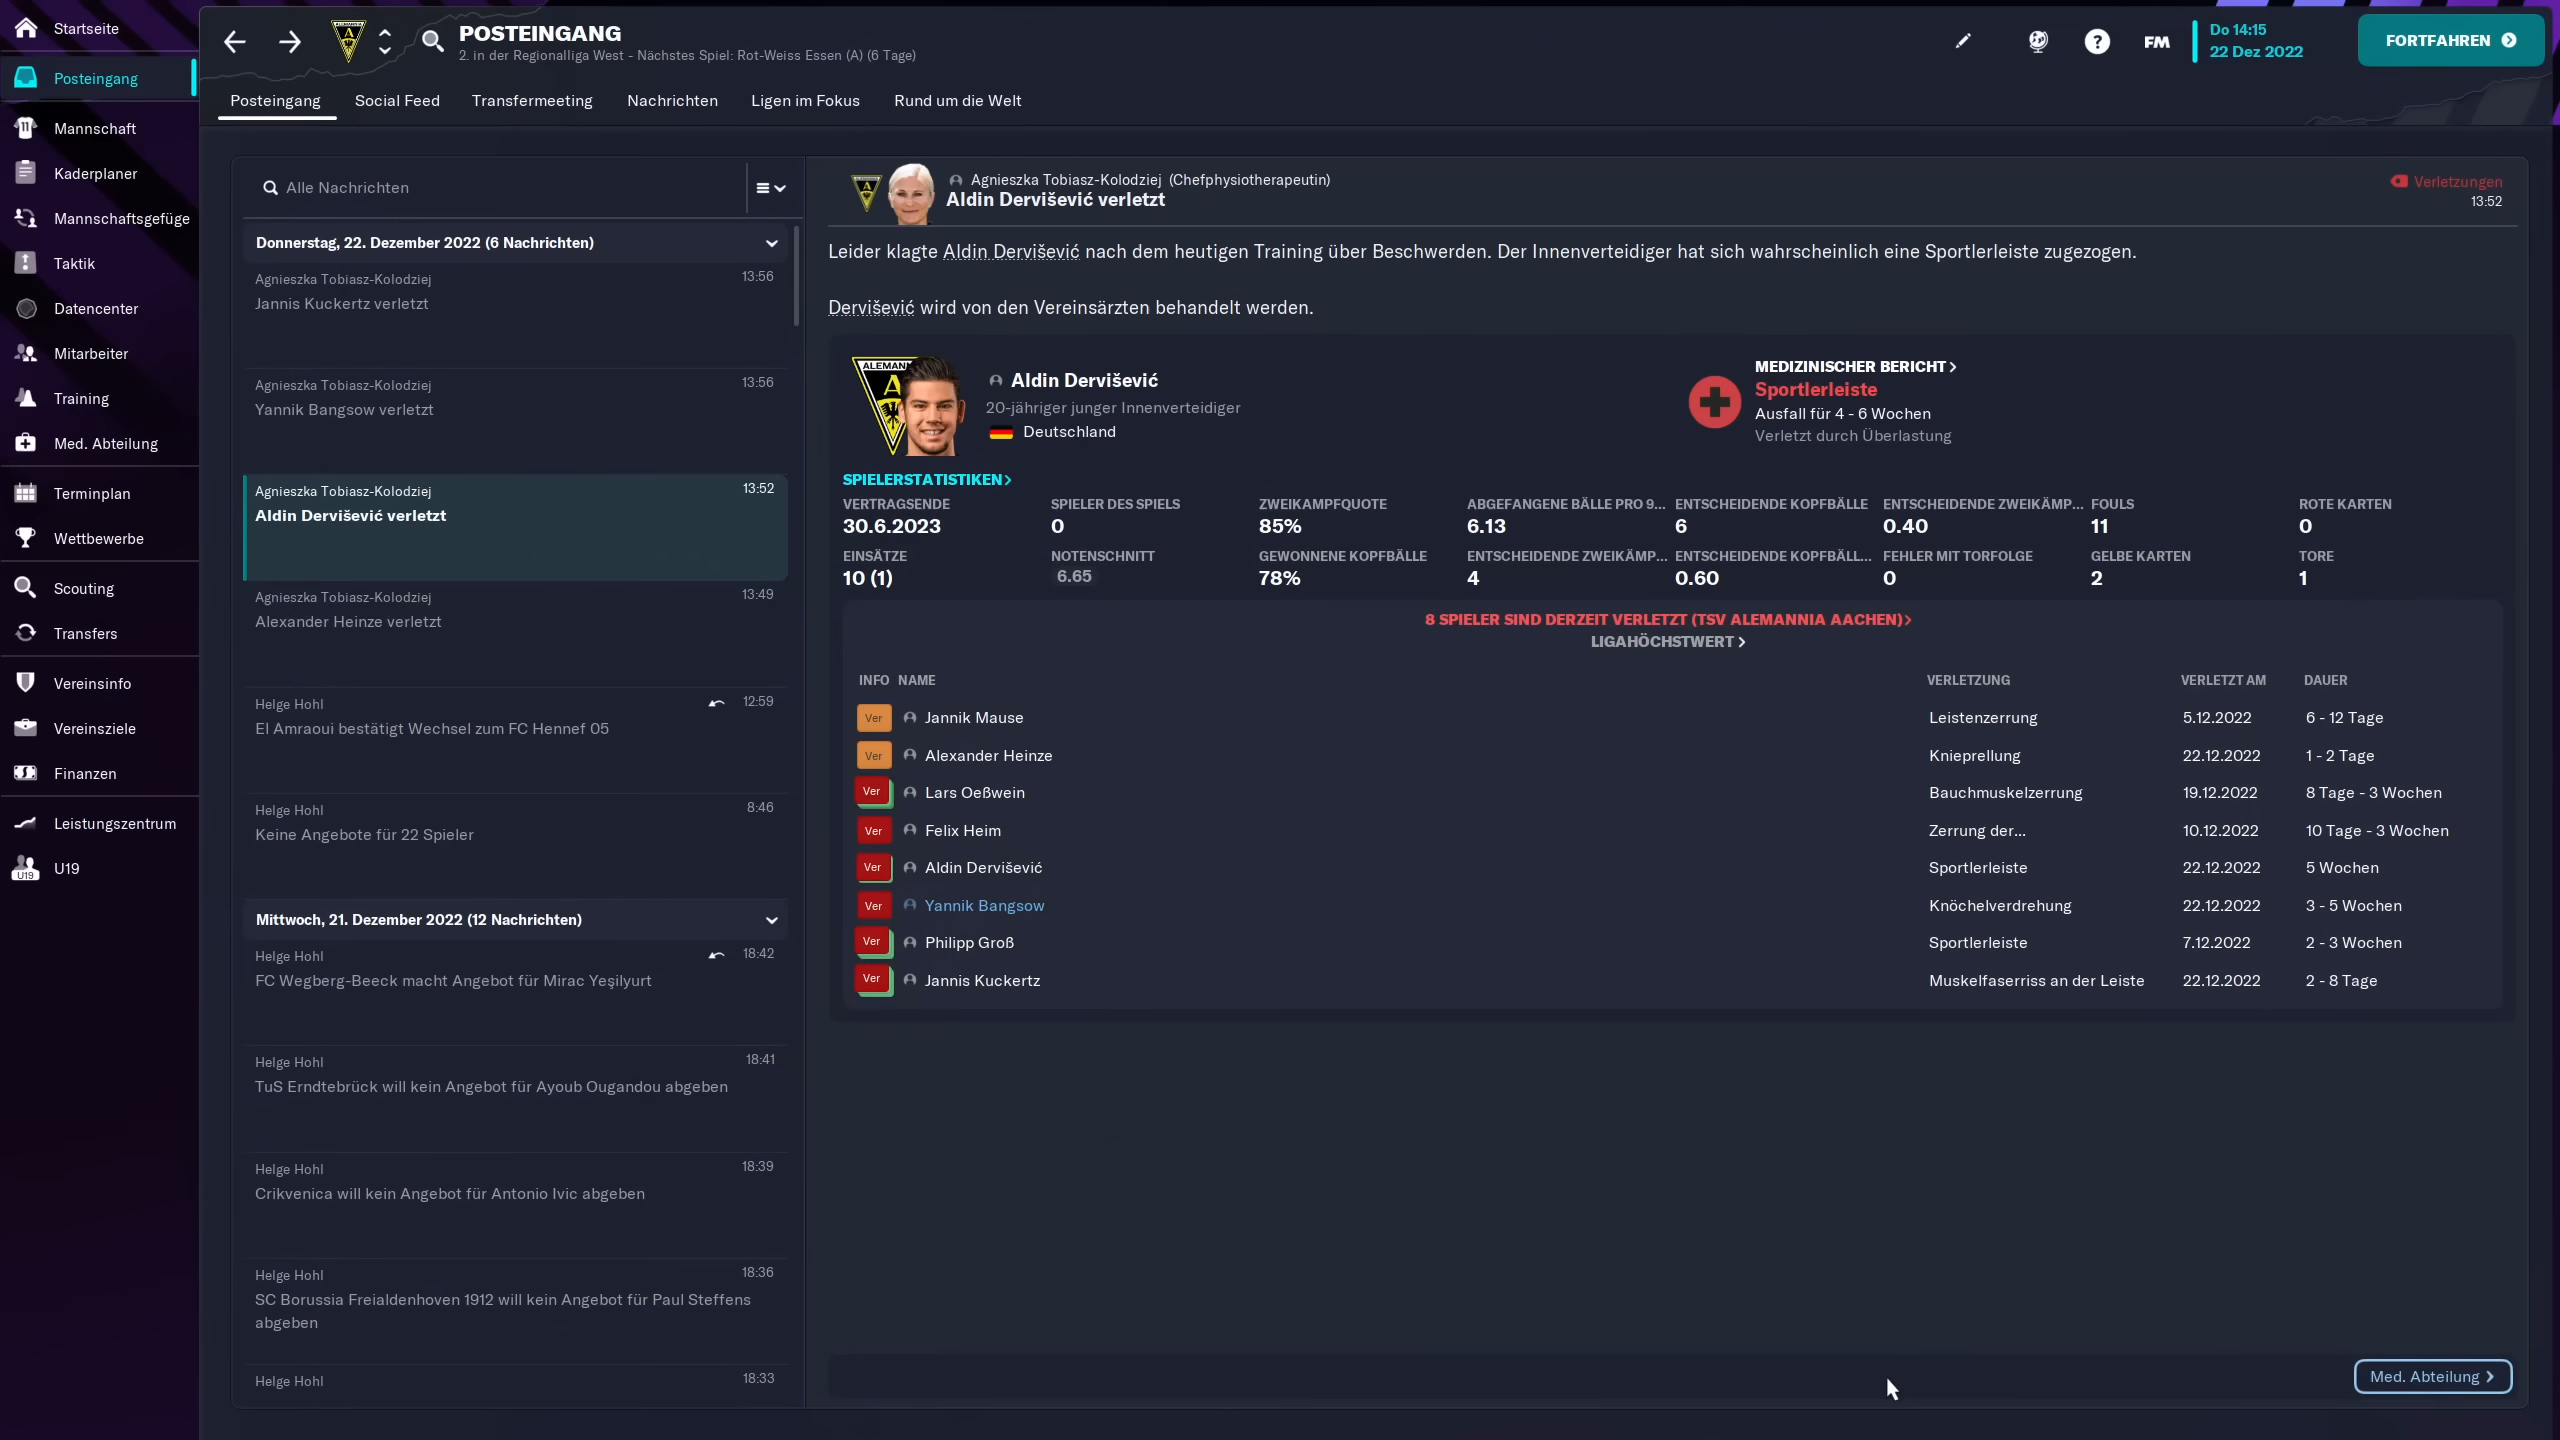 Startseite
Posteingang
Mannschaft
Kaderplaner
Mannschaftsgefüge
Taktik
Datencenter
Mitarbeiter
Training
Med. Abteilung
Terminplan
Wettbewerbe
Scouting
Transfers
Vereinsinfo
Vereinsziele
Finanzen
Leistungszentrum
U19
POSTEINGANG
2. in der Regionalliga West - Nächstes Spiel: Rot-Weiss Essen (A) (6 Tage)
FM
Do 14:15
22 Dez 2022
FORTFAHREN
Posteingang Social Feed Transfermeeting Nachrichten Ligen im Fokus Rund um die Welt
Alle Nachrichten
Donnerstag, 22. Dezember 2022 (6 Nachrichten)
Agnieszka Tobiasz-Kolodziej 13:56
Jannis Kuckertz verletzt
Agnieszka Tobiasz-Kolodziej 13:56
Yannik Bangsow verletzt
Agnieszka Tobiasz-Kolodziej 13:52
Aldin Dervišević verletzt
Agnieszka Tobiasz-Kolodziej 13:49
Alexander Heinze verletzt
Helge Hohl 12:59
El Amraoui bestätigt Wechsel zum FC Hennef 05
Helge Hohl 8:46
Keine Angebote für 22 Spieler
Mittwoch, 21. Dezember 2022 (12 Nachrichten)
Helge Hohl 18:42
FC Wegberg-Beeck macht Angebot für Mirac Yeşilyurt
Helge Hohl 18:41
TuS Erndtebrück will kein Angebot für Ayoub Ougandou abgeben
Helge Hohl 18:39
Crikvenica will kein Angebot für Antonio Ivic abgeben
Helge Hohl 18:36
SC Borussia Freialdenhoven 1912 will kein Angebot für Paul Steffens
abgeben
Helge Hohl 18:33
Agnieszka Tobiasz-Kolodziej (Chefphysiotherapeutin)
Aldin Dervišević verletzt
Verletzungen
13:52
Leider klagte Aldin Dervišević nach dem heutigen Training über Beschwerden. Der Innenverteidiger hat sich wahrscheinlich eine Sportlerleiste zugezogen.
Dervišević wird von den Vereinsärzten behandelt werden.
ALEMANN
Aldin Dervišević
20-jähriger junger Innenverteidiger
Deutschland
MEDIZINISCHER BERICHT
Sportlerleiste
Ausfall für 4 - 6 Wochen
Verletzt durch Überlastung
SPIELERSTATISTIKEN
VERTRAGSENDE SPIELER DES SPIELS ZWEIKAMPFQUOTE ABGEFANGENE BÄLLE PRO 9... ENTSCHEIDENDE KOPFBÄLLE ENTSCHEIDENDE ZWEIKÄMP... FOULS ROTE KARTEN
30.6.2023 0 85% 6.13 6 0.40 11 0
EINSÄTZE NOTENSCHNITT GEWONNENE KOPFBÄLLE ENTSCHEIDENDE ZWEIKÄMP... ENTSCHEIDENDE KOPFBÄLL... FEHLER MIT TORFOLGE GELBE KARTEN TORE
10 (1) 6.65 78% 4 0.60 0 2 1
8 SPIELER SIND DERZEIT VERLETZT (TSV ALEMANNIA AACHEN)
LIGAHÖCHSTWERT
INFO NAME VERLETZUNG VERLETZT AM DAUER
Ver Jannik Mause Leistenzerrung 5.12.2022 6 - 12 Tage
Ver Alexander Heinze Knieprellung 22.12.2022 1 - 2 Tage
Ver Lars Oeßwein Bauchmuskelzerrung 19.12.2022 8 Tage - 3 Wochen
Ver Felix Heim Zerrung der... 10.12.2022 10 Tage - 3 Wochen
Ver Aldin Dervišević Sportlerleiste 22.12.2022 5 Wochen
Ver Yannik Bangsow Knöchelverdrehung 22.12.2022 3 - 5 Wochen
Ver Philipp Groß Sportlerleiste 7.12.2022 2 - 3 Wochen
Ver Jannis Kuckertz Muskelfaserriss an der Leiste 22.12.2022 2 - 8 Tage
Med. Abteilung